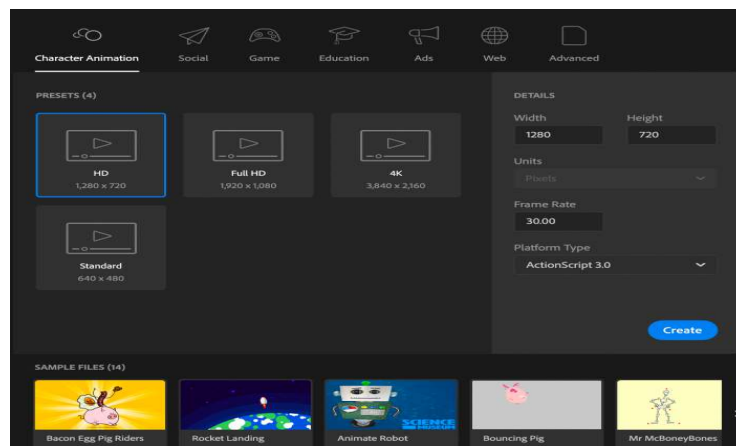 Character Animation Social Game Education Ads Web Advanced
PRESETS (4)
HD
1,280 x 720
Full HD
1,920 x 1,080
4K
3,840 x 2,160
Standard
640 x 480
DETAILS
Width Height
1280 720
Units
Pixels
Frame Rate
30.00
Platform Type
ActionScript 3.0
Create
SAMPLE FILES (14)
SCIENCE
MUSEUM
Bacon Egg Pig Riders Rocket Landing Animate Robot Bouncing Pig Mr McBoneyBones